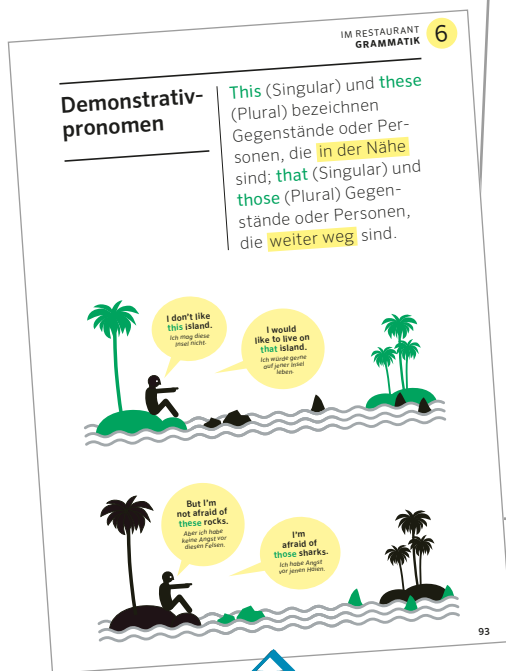 IM RESTAURANT
GRAMMATIK
6
Demonstrativ-
pronomen
This (Singular) und these
(Plural) bezeichnen
Gegenstände oder Per-
sonen, die in der Nähe
sind; that (Singular) und
those (Plural) Gegen-
stände oder Personen,
die weiter weg sind.
I don't like
this island.
Ich mag diese
Insel nicht.
I would
like to live on
that island.
Ich würde gerne
auf jener Insel
leben.
But I'm
not afraid of
these rocks.
Aber ich habe
keine Angst vor
diesen Felsen.
I'm
afraid of
those sharks.
Ich habe Angst
vor jenen Haien.
93